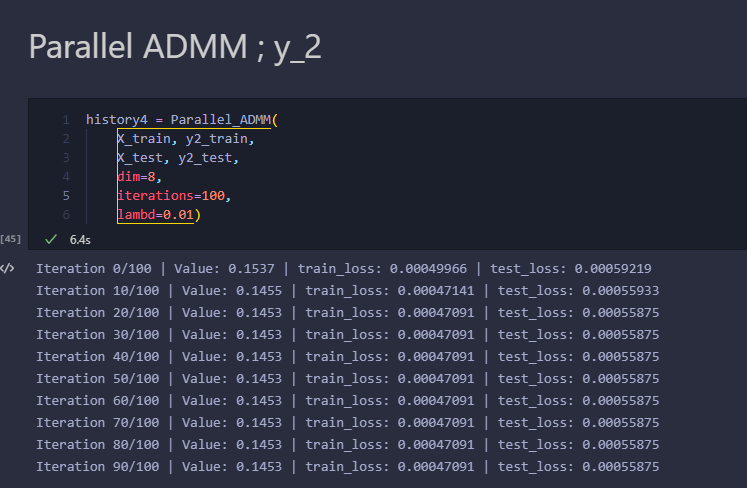 Parallel ADMM ; y_2
1 history4 = Parallel_ADMM(
2 X_train, y2_train,
3 X_test, y2_test,
4 dim=8,
5 iterations=100,
6 lambd=0.01)
[45] ✓ 6.4s
</> Iteration 0/100 | Value: 0.1537 | train_loss: 0.00049966 | test_loss: 0.00059219
Iteration 10/100 | Value: 0.1455 | train_loss: 0.00047141 | test_loss: 0.00055933
Iteration 20/100 | Value: 0.1453 | train_loss: 0.00047091 | test_loss: 0.00055875
Iteration 30/100 | Value: 0.1453 | train_loss: 0.00047091 | test_loss: 0.00055875
Iteration 40/100 | Value: 0.1453 | train_loss: 0.00047091 | test_loss: 0.00055875
Iteration 50/100 | Value: 0.1453 | train_loss: 0.00047091 | test_loss: 0.00055875
Iteration 60/100 | Value: 0.1453 | train_loss: 0.00047091 | test_loss: 0.00055875
Iteration 70/100 | Value: 0.1453 | train_loss: 0.00047091 | test_loss: 0.00055875
Iteration 80/100 | Value: 0.1453 | train_loss: 0.00047091 | test_loss: 0.00055875
Iteration 90/100 | Value: 0.1453 | train_loss: 0.00047091 | test_loss: 0.00055875